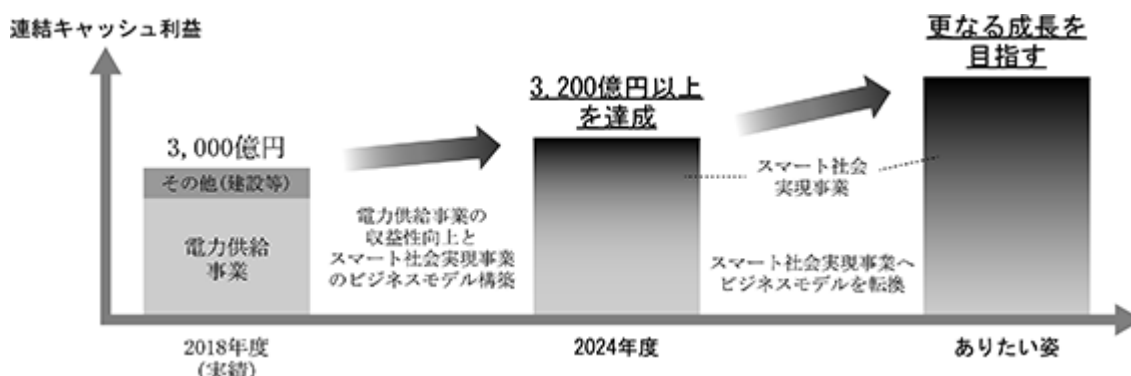 連結キャッシュ利益
3,000億円
その他(建設等)
電力供給
事業
2018年度
(実績)
電力供給事業の
収益性向上と
スマート社会実現事業
のビジネスモデル構築
3,200億円以上
を達成
2024年度
スマート社会
実現事業
スマート社会実現事業へ
ビジネスモデルを転換
更なる成長を
目指す
ありたい姿